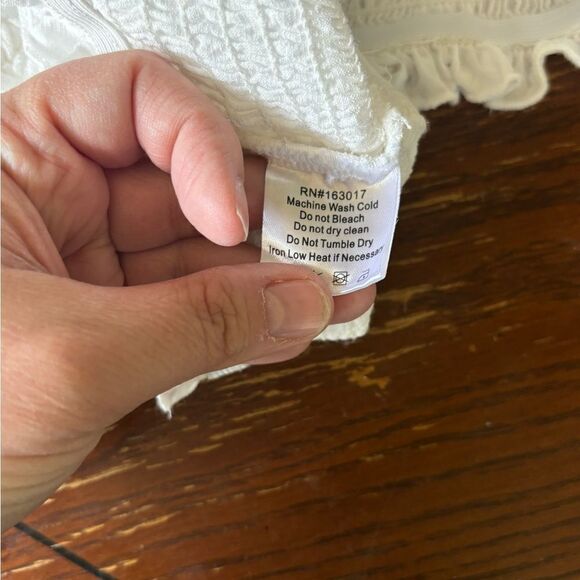 RN#163017
Machine Wash Cold
Do not Bleach
Do not dry clean
Do Not Tumble Dry
Iron Low Heat if Necessary